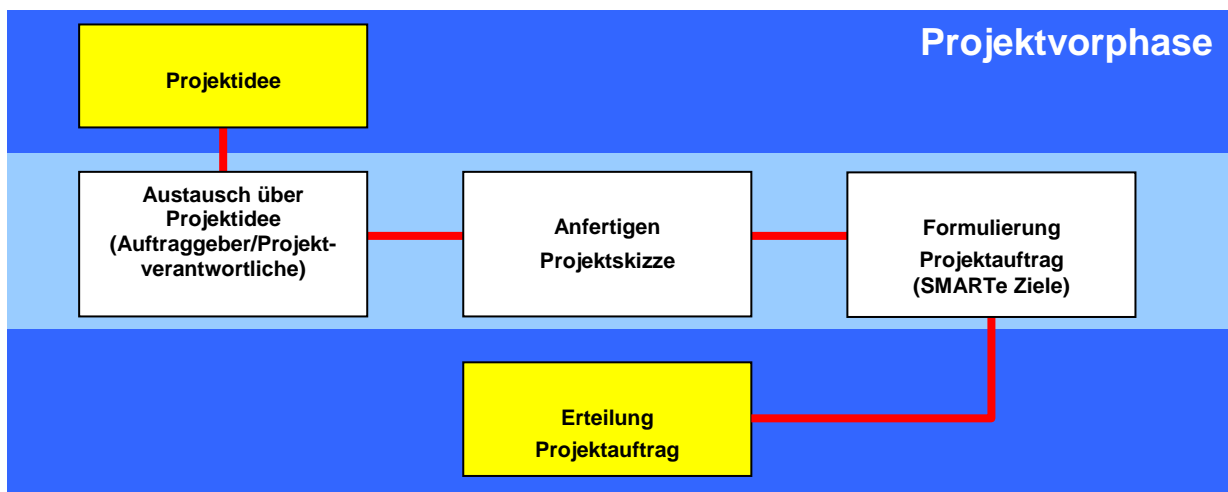 Projektvorphase
Projektidee
Austausch über
Projektidee
(Auftraggeber/Projekt-
verantwortliche)
Anfertigen
Projektskizze
Formulierung
Projektauftrag
(SMARTe Ziele)
Erteilung
Projektauftrag